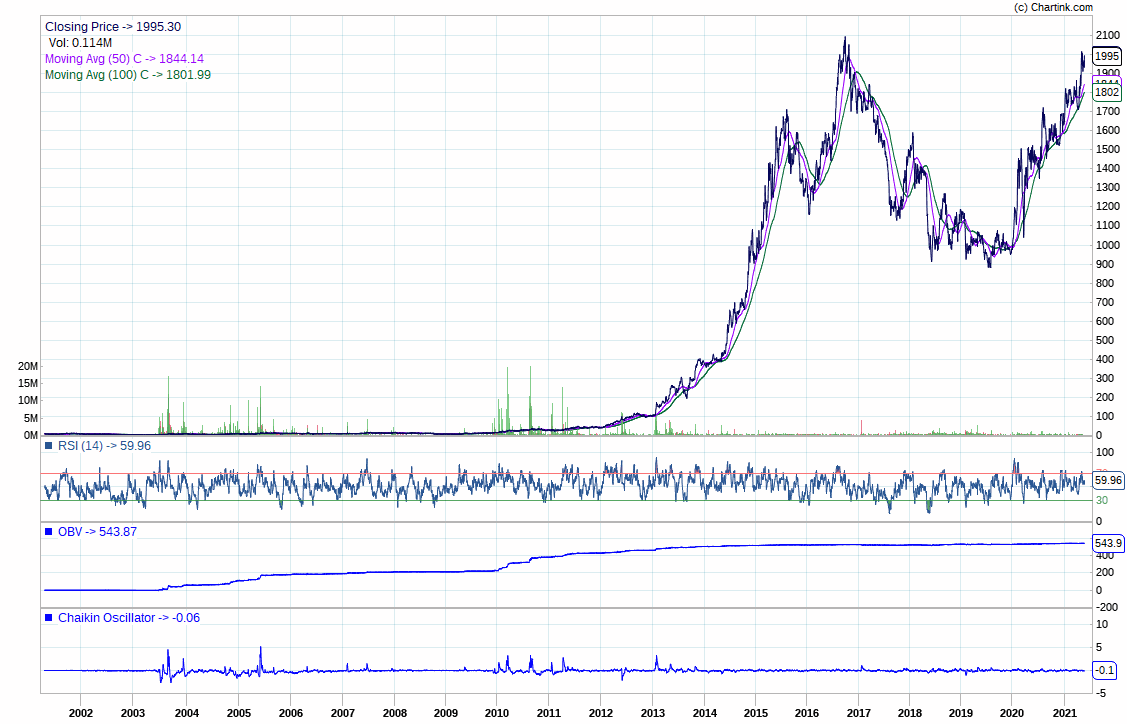 (c) Chartink.com
Closing Price -> 1995.30
Vol: 0.114M
Moving Avg (50) C -> 1844.14
Moving Avg (100) C -> 1801.99
2100
1995
1900
1844
1802
1700
1600
1500
1400
1300
1200
1100
1000
900
800
700
600
500
400
300
200
100
0
20M
15M
10M
5M
0M
RSI (14) -> 59.96
100
70
59.96
30
0
OBV -> 543.87
543.9
400
200
0
-200
Chaikin Oscillator -> -0.06
10
5
-0.1
-5
2002 2003 2004 2005 2006 2007 2008 2009 2010 2011 2012 2013 2014 2015 2016 2017 2018 2019 2020 2021